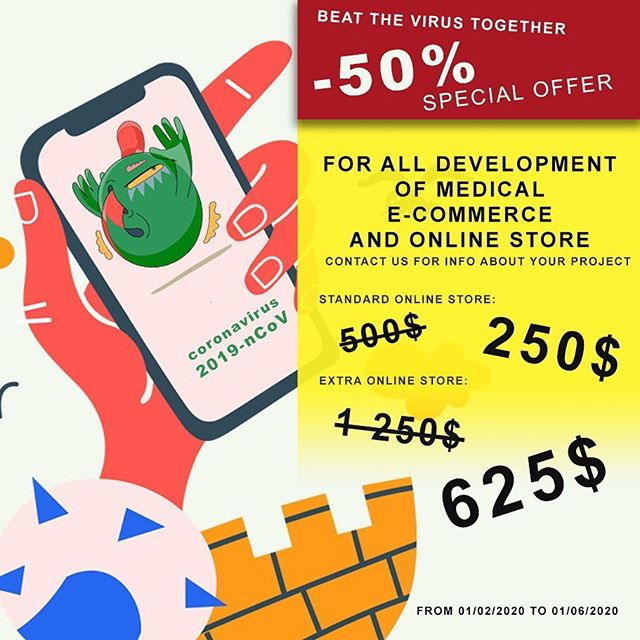 BEAT THE VIRUS TOGETHER
-50%
SPECIAL OFFER
FOR ALL DEVELOPMENT
OF MEDICAL
E-COMMERCE
AND ONLINE STORE
CONTACT US FOR INFO ABOUT YOUR PROJECT
STANDARD ONLINE STORE:
500$ 250$
EXTRA ONLINE STORE:
1 250$
625$
coronavirus
2019-nCoV
FROM 01/02/2020 TO 01/06/2020